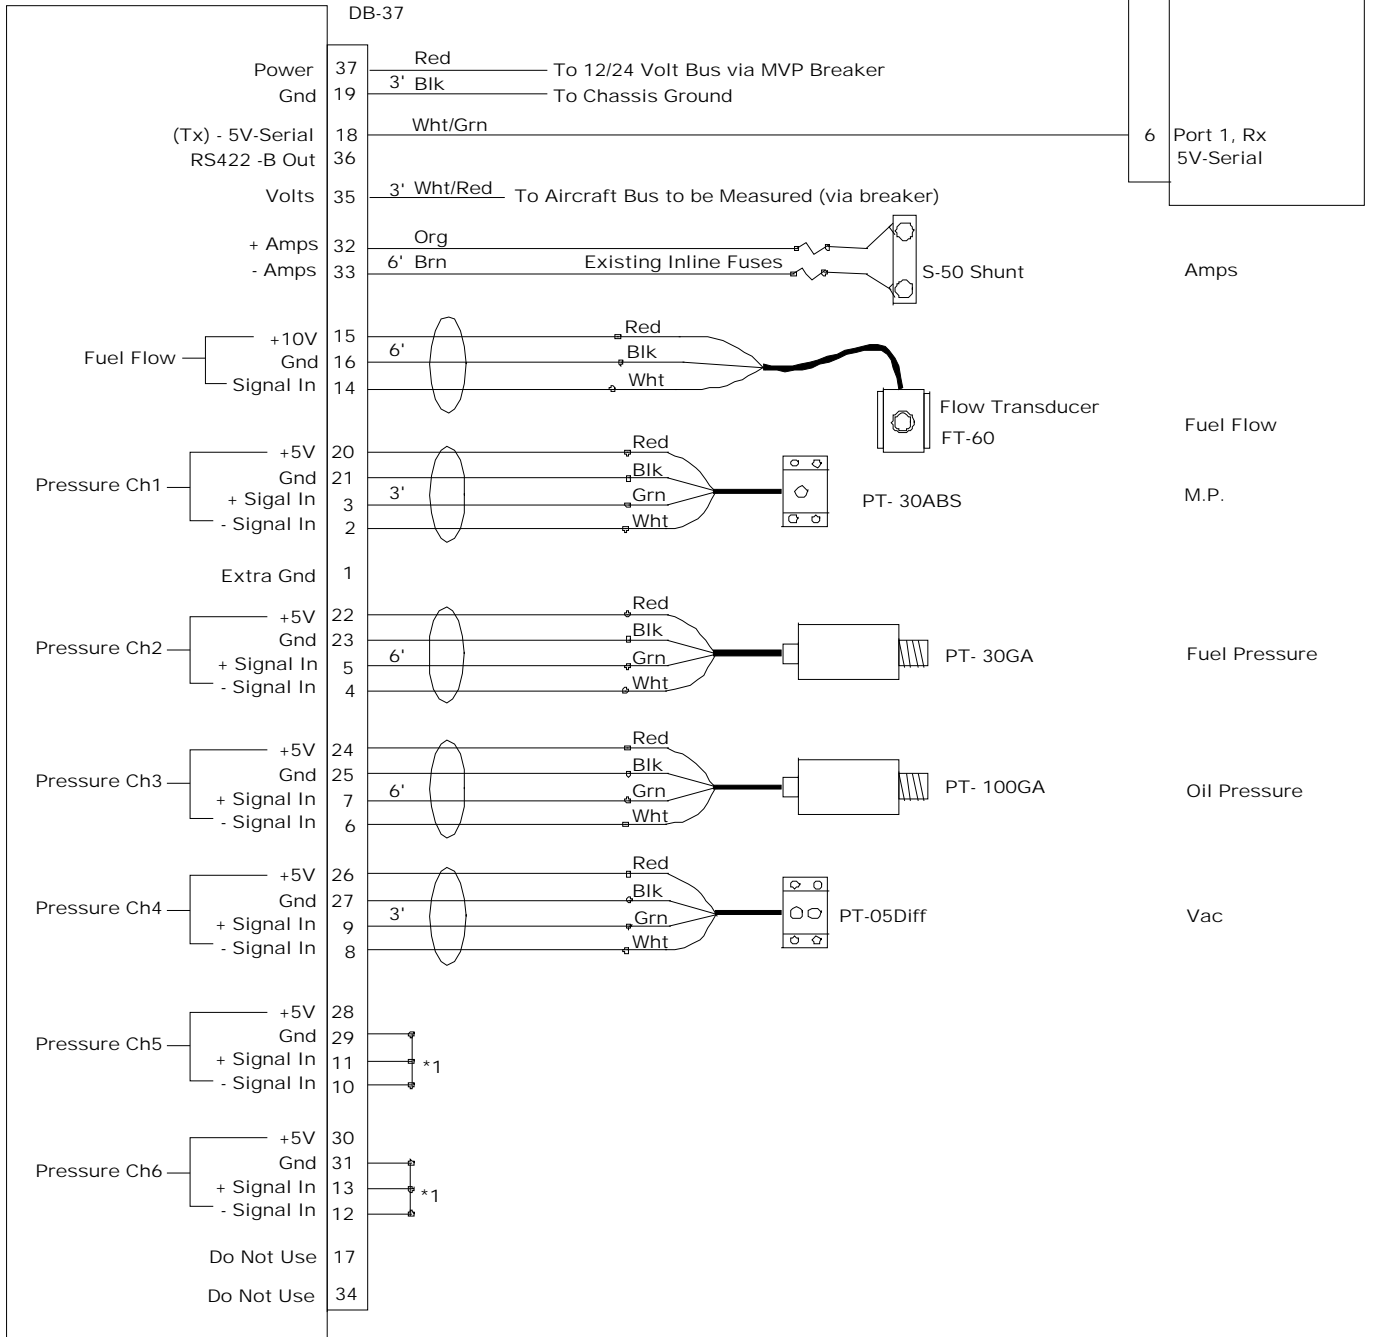 DB-37
Power 37 Red To 12/24 Volt Bus via MVP Breaker
Gnd 19 3' Blk To Chassis Ground
(Tx) - 5V-Serial 18 Wht/Grn 6 Port 1, Rx
RS422 -B Out 36 5V-Serial
Volts 35 3' Wht/Red To Aircraft Bus to be Measured (via breaker)
+ Amps 32 Org
- Amps 33 6' Brn Existing Inline Fuses S-50 Shunt Amps
+10V 15 Red
Fuel Flow Gnd 16 6' Blk
Signal In 14 Wht
Flow Transducer
FT-60 Fuel Flow
+5V 20 Red
Pressure Ch1 Gnd 21 Blk
+ Sigal In 3 3' Grn PT- 30ABS M.P.
- Signal In 2 Wht
Extra Gnd 1
+5V 22 Red
Pressure Ch2 Gnd 23 Blk
+ Signal In 5 6' Grn PT- 30GA Fuel Pressure
- Signal In 4 Wht
+5V 24 Red
Pressure Ch3 Gnd 25 Blk
+ Signal In 7 6' Grn PT- 100GA Oil Pressure
- Signal In 6 Wht
+5V 26 Red
Pressure Ch4 Gnd 27 Blk
+ Signal In 9 3' Grn PT-05Diff Vac
- Signal In 8 Wht
+5V 28
Pressure Ch5 Gnd 29
+ Signal In 11 *1
- Signal In 10
+5V 30
Pressure Ch6 Gnd 31
+ Signal In 13 *1
- Signal In 12
Do Not Use 17
Do Not Use 34